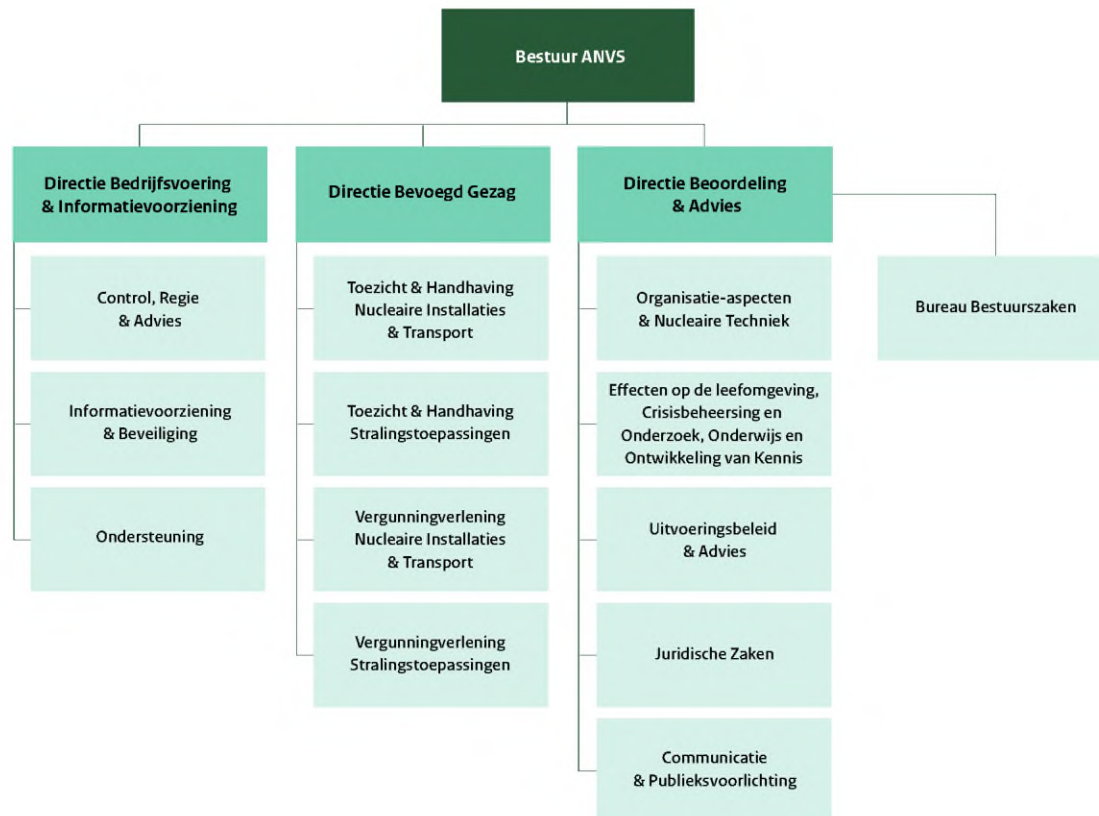 Bestuur ANVS
Directie Bedrijfsvoering
& Informatievoorziening
Control, Regie
& Advies
Informatievoorziening
& Beveiliging
Ondersteuning
Directie Bevoegd Gezag
Toezicht & Handhaving
Nucleaire Installaties
& Transport
Toezicht & Handhaving
Stralingstoepassingen
Vergunningverlening
Nucleaire Installaties
& Transport
Vergunningverlening
Stralingstoepassingen
Directie Beoordeling
& Advies
Organisatie-aspecten
& Nucleaire Techniek
Effecten op de leefomgeving,
Crisisbeheersing en
Onderzoek, Onderwijs en
Ontwikkeling van Kennis
Uitvoeringsbeleid
& Advies
Juridische Zaken
Communicatie
& Publieksvoorlichting
Bureau Bestuurszaken